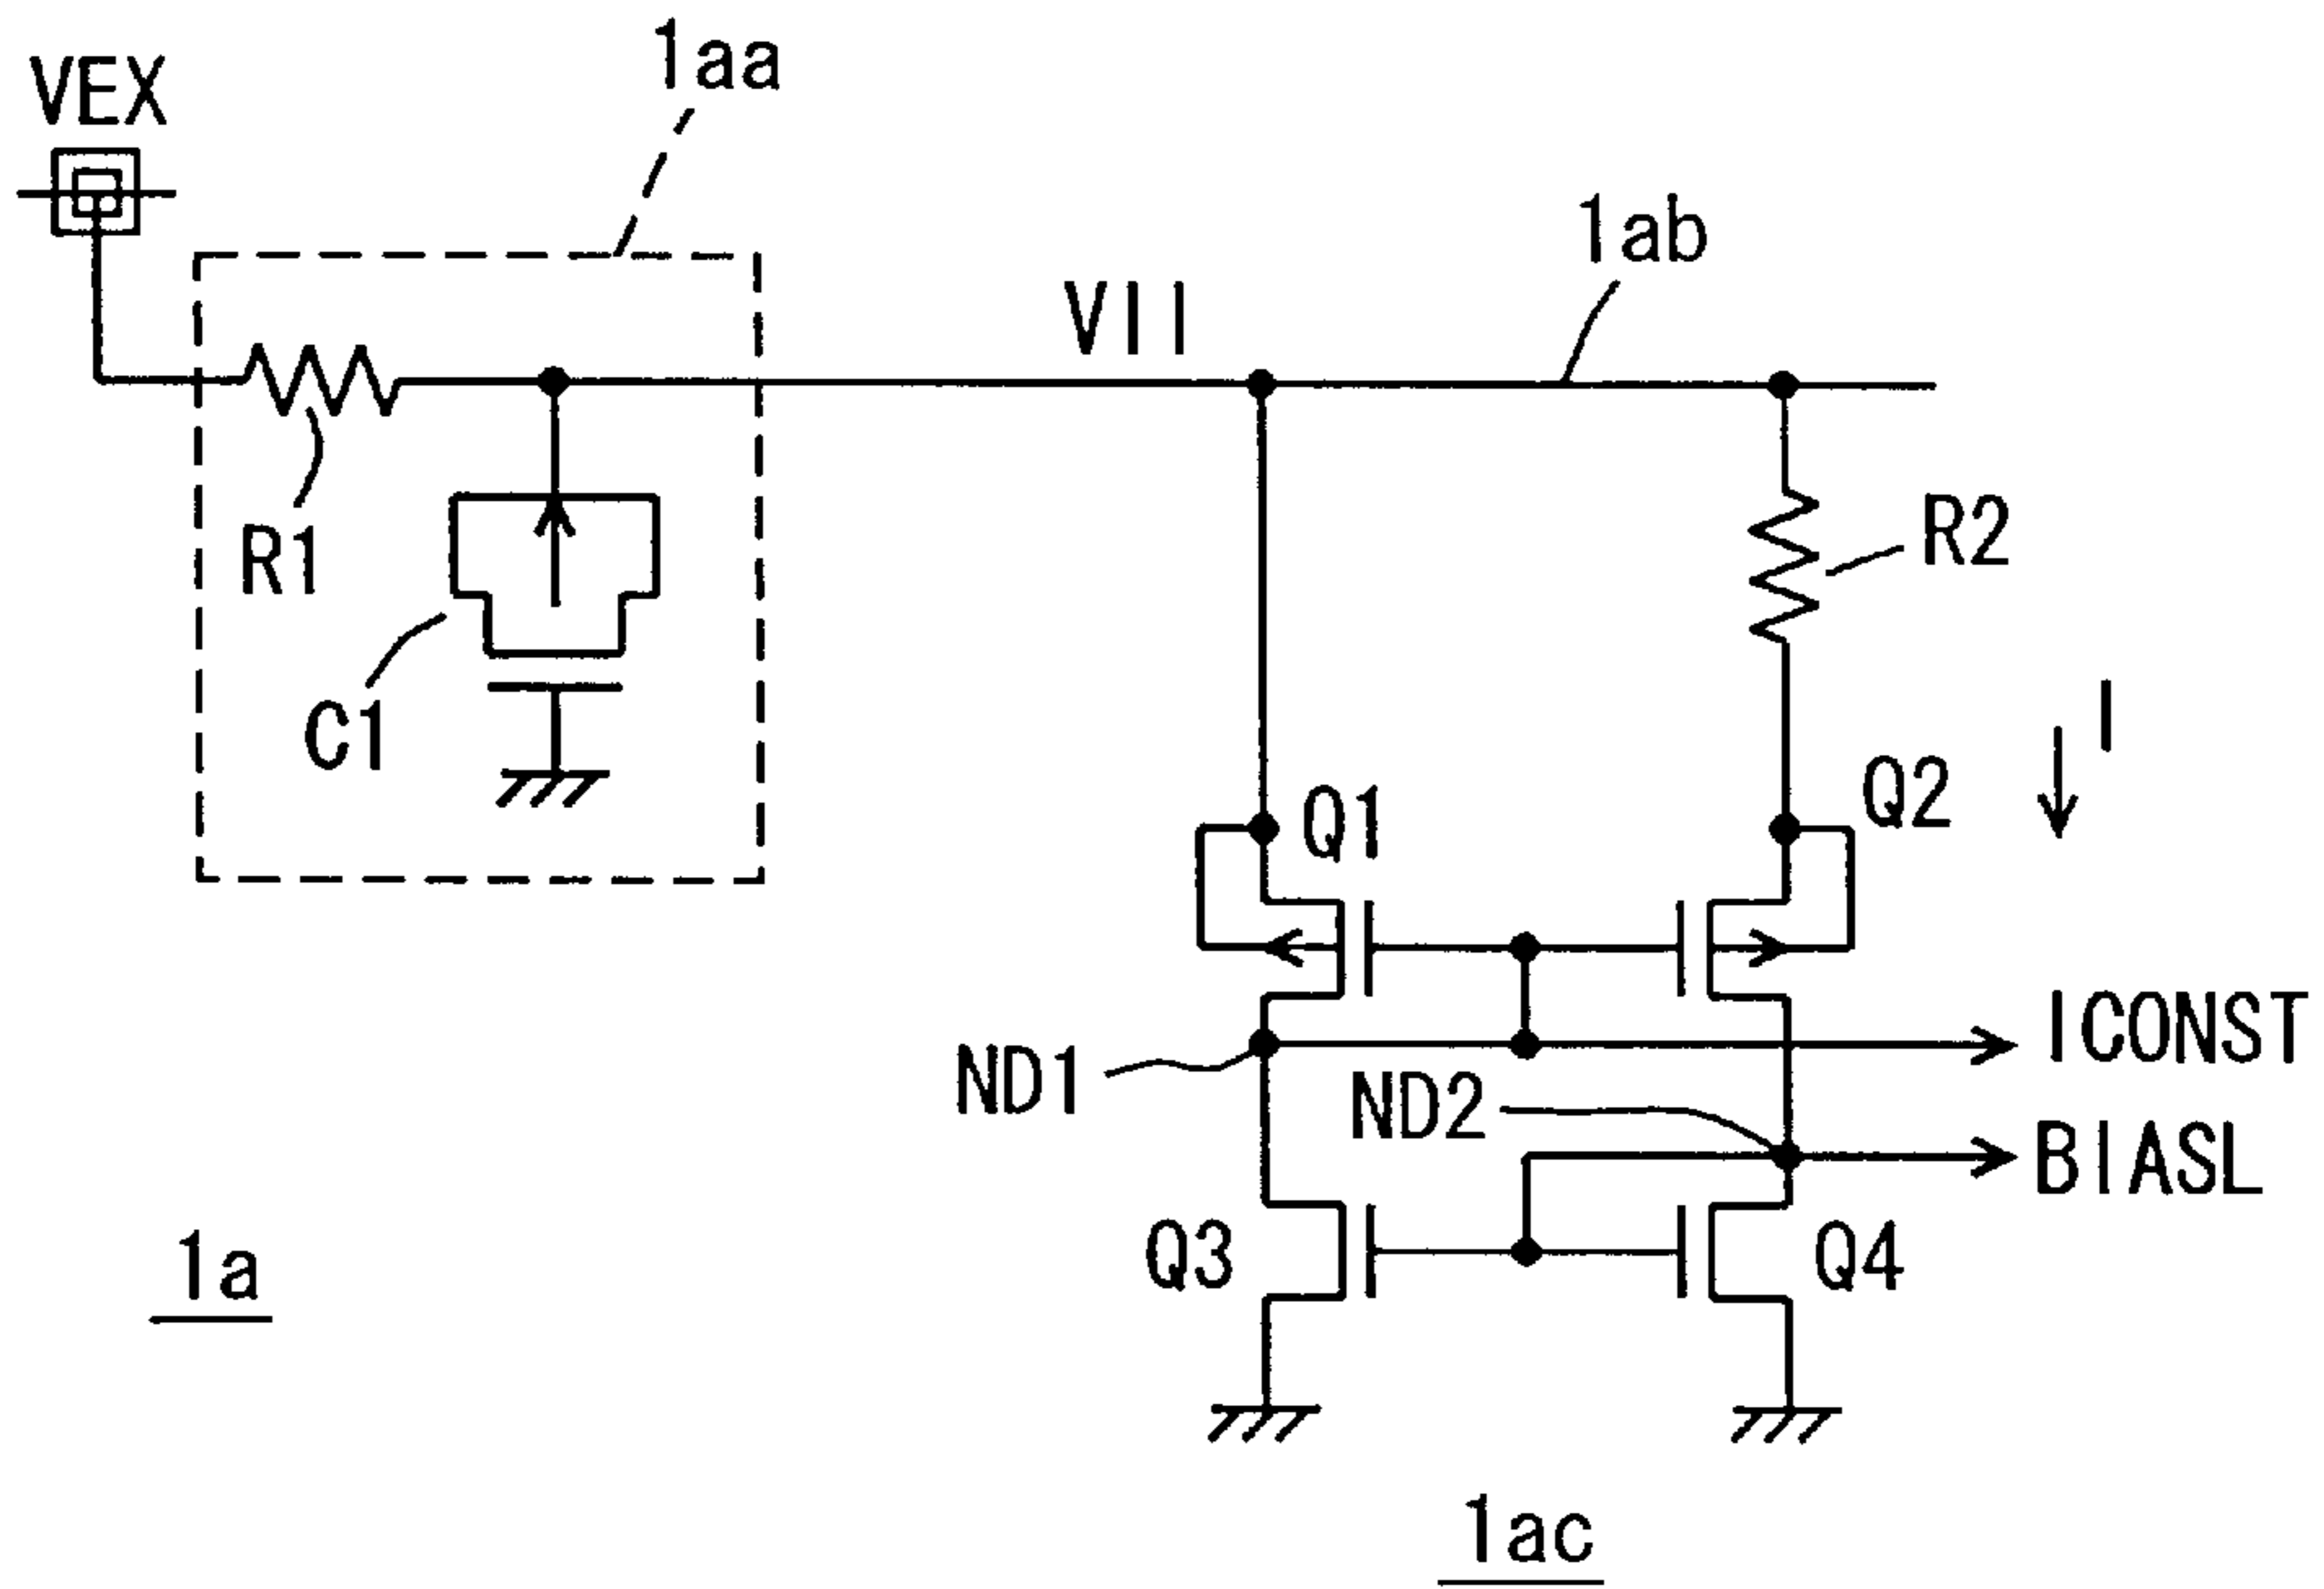 1aa
VEX
1ab
VII
R1
R2
C1
I
Q1
Q2
ICONST
ND1
ND2
BIASL
Q3
Q4
1a
1ac